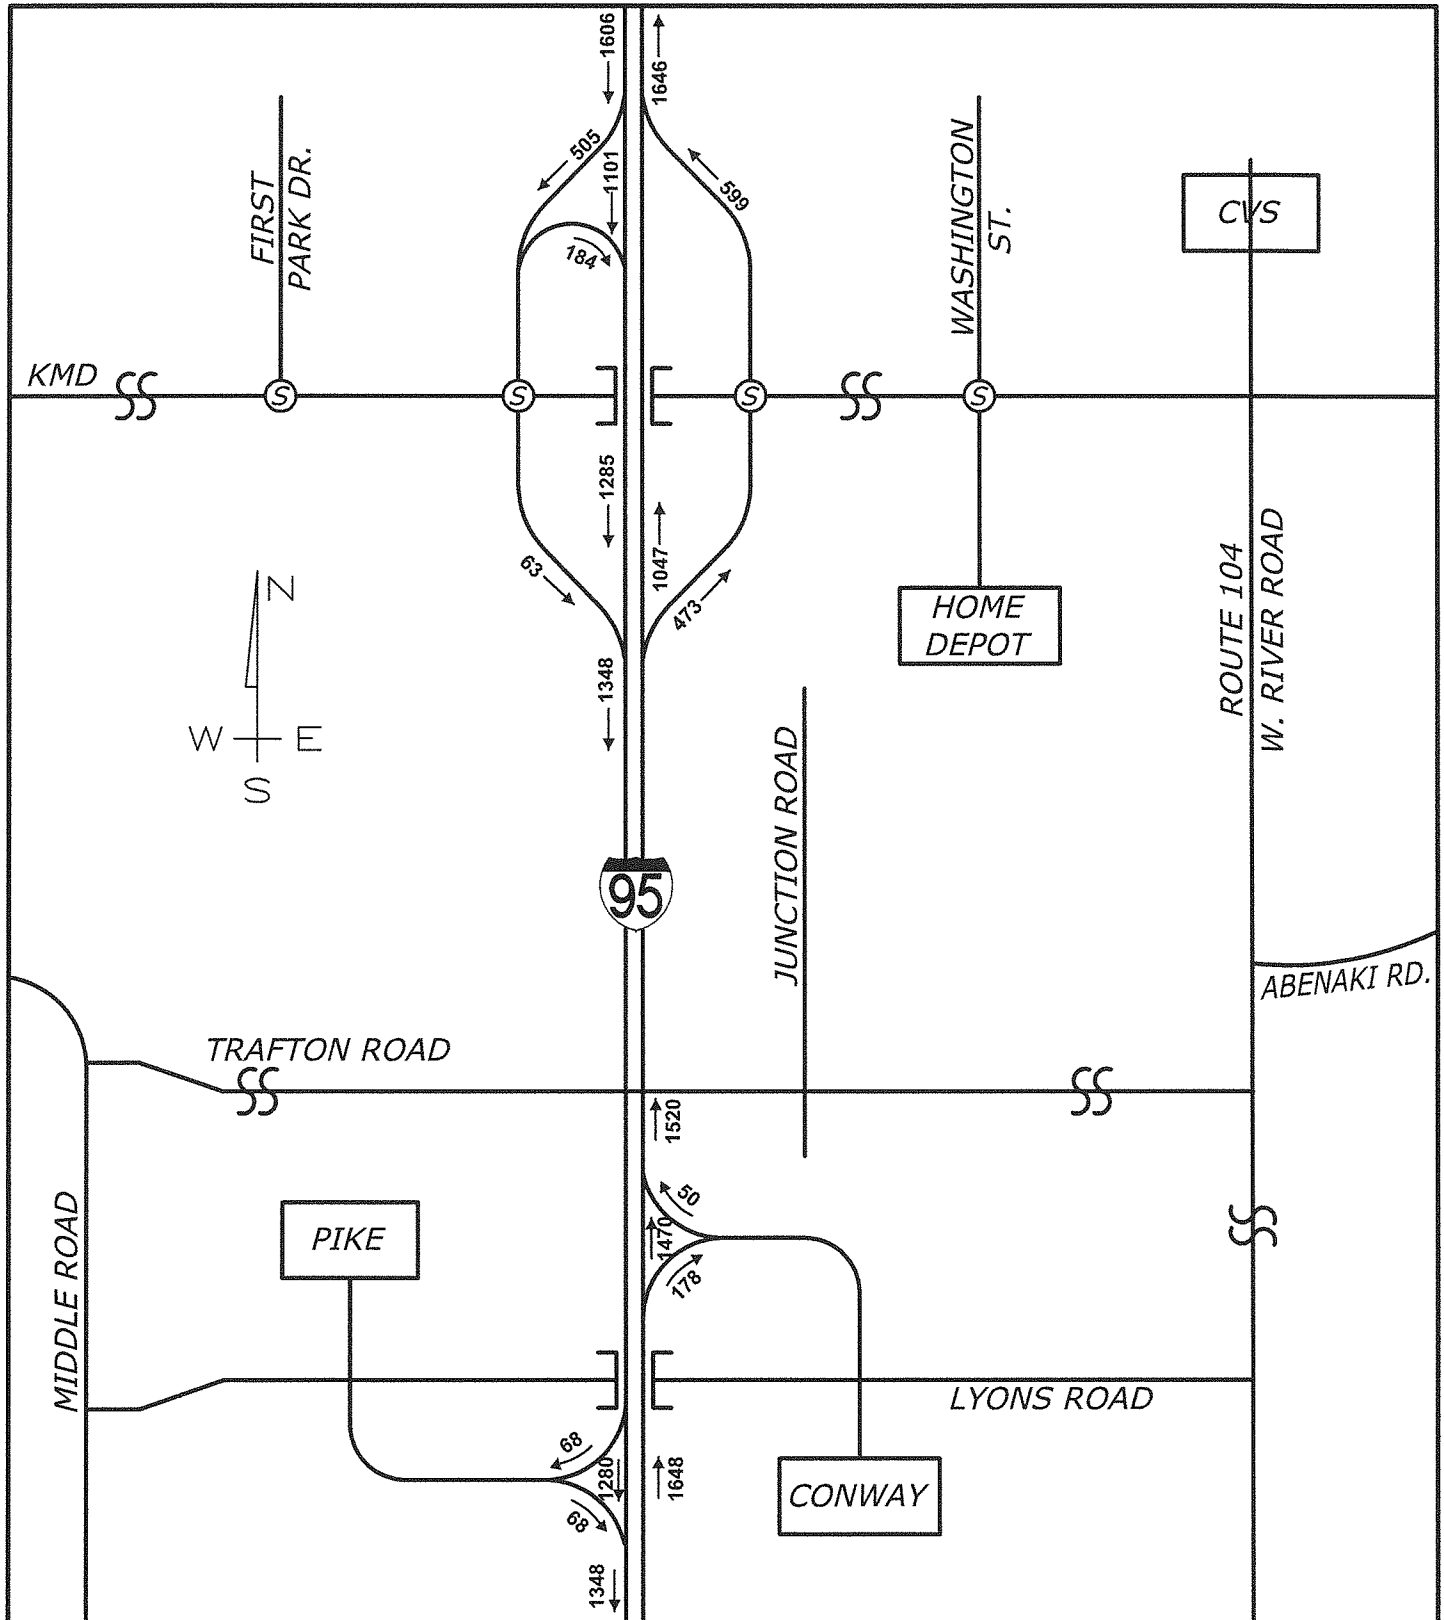 1606
1646
505
1101
599
184
FIRST
PARK DR.
WASHINGTON
ST.
CVS
KMD
S
S
S
S
1285
1047
63
473
N
W E
S
HOME
DEPOT
ROUTE 104
W. RIVER ROAD
1348
JUNCTION ROAD
95
ABENAKI RD.
TRAFTON ROAD
1520
50
1470
178
PIKE
MIDDLE ROAD
LYONS ROAD
68
1280
1648
68
CONWAY
1348